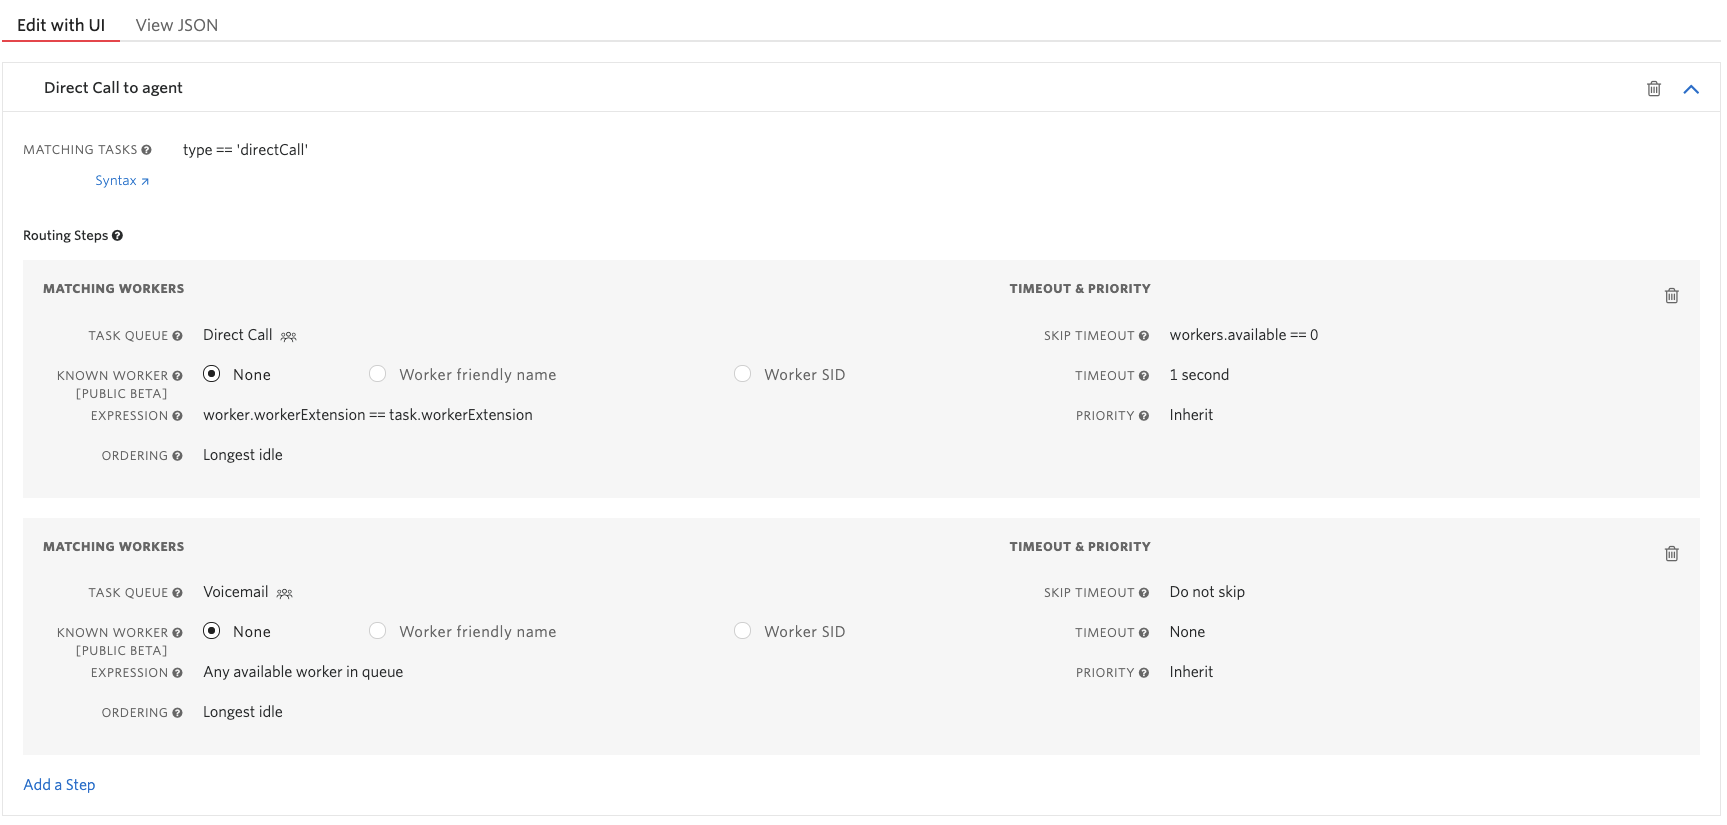 Edit with UI View JSON
Direct Call to agent
MATCHING TASKS type == 'directCall'
Syntax
Routing Steps
MATCHING WORKERS TIMEOUT & PRIORITY
TASK QUEUE Direct Call SKIP TIMEOUT workers.available == 0
KNOWN WORKER None Worker friendly name Worker SID TIMEOUT 1 second
[PUBLIC BETA]
EXPRESSION worker.workerExtension == task.workerExtension PRIORITY Inherit
ORDERING Longest idle
MATCHING WORKERS TIMEOUT & PRIORITY
TASK QUEUE Voicemail SKIP TIMEOUT Do not skip
KNOWN WORKER None Worker friendly name Worker SID TIMEOUT None
[PUBLIC BETA]
EXPRESSION Any available worker in queue PRIORITY Inherit
ORDERING Longest idle
Add a Step